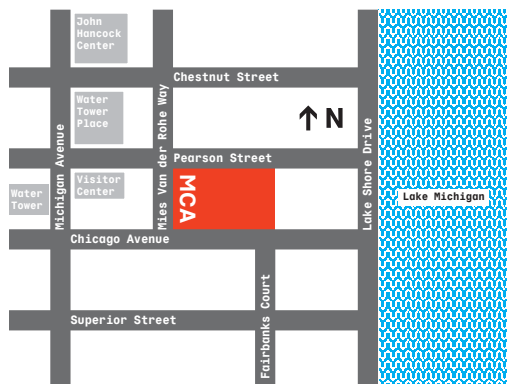 John
Hancock
Center
Chestnut Street
Water
Tower
Place
N
Mies Van der Rohe Way
Michigan Avenue
Lake Shore Drive
Pearson Street
Visitor
Center
MCA
Water
Tower
Lake Michigan
Chicago Avenue
Fairbanks Court
Superior Street